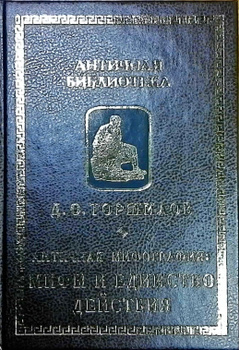 АНТИЧНАЯ
БИБЛИОТЕКА
Д. О. ТОРШИЛОВ
АНТИЧНАЯ МИФОГРАФИЯ:
МИФЫ И ЕДИНСТВО
ДЕЙСТВИЯ